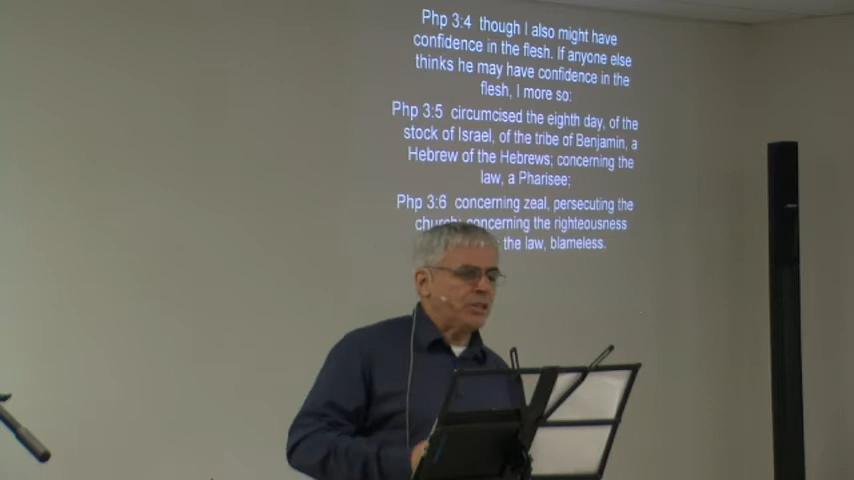 Php 3:4 though I also might have
confidence in the flesh. If anyone else
thinks he may have confidence in the
flesh, I more so:
Php 3:5 circumcised the eighth day, of the
stock of Israel, of the tribe of Benjamin, a
Hebrew of the Hebrews; concerning the
law, a Pharisee;
Php 3:6 concerning zeal, persecuting the
church; concerning the righteousness
the law, blameless.